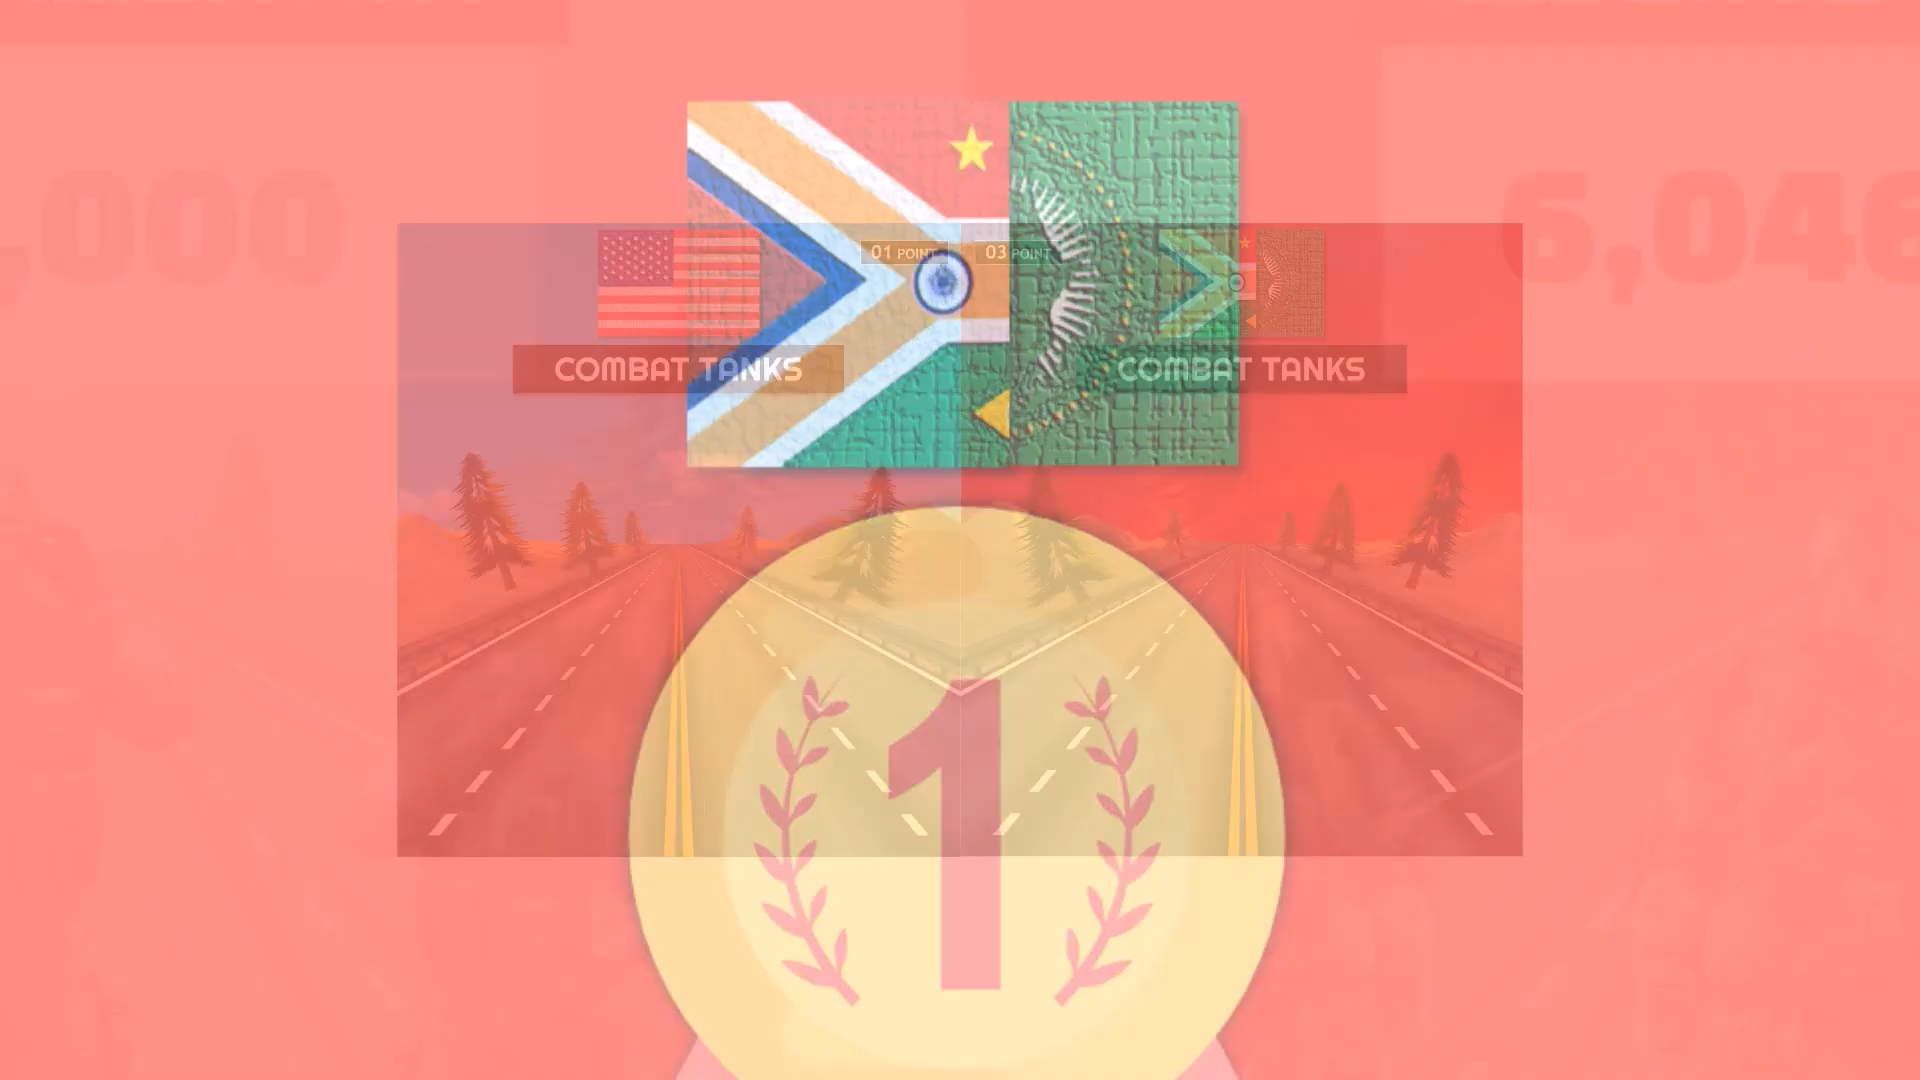 ,000
6,046
01 POINT
03 POINT
COMBAT TANKS
COMBAT TANKS
1